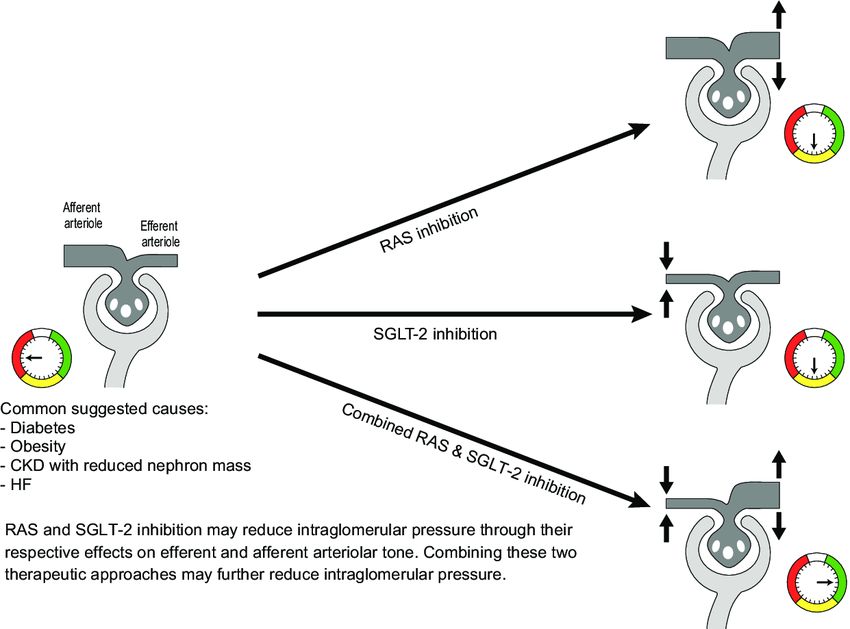 Afferent
arteriole
Efferent
arteriole
RAS inhibition
SGLT-2 inhibition
Combined RAS & SGLT-2 inhibition
Common suggested causes:
- Diabetes
- Obesity
- CKD with reduced nephron mass
- HF
RAS and SGLT-2 inhibition may reduce intraglomerular pressure through their
respective effects on efferent and afferent arteriolar tone. Combining these two
therapeutic approaches may further reduce intraglomerular pressure.